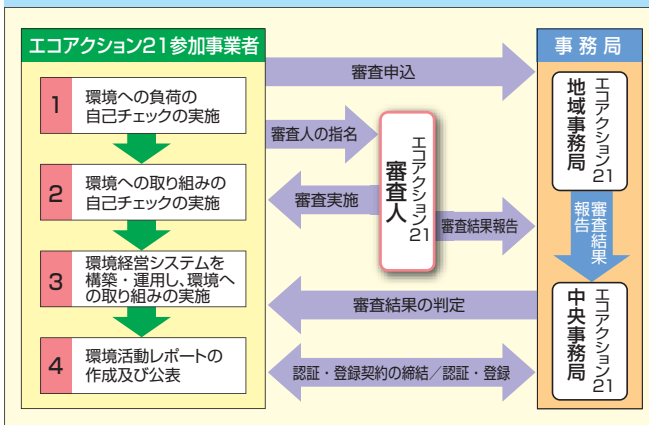 エコアクション21参加事業者
1
環境への負荷の
自己チェックの実施
2
環境への取り組みの
自己チェックの実施
3
環境経営システムを
構築・運用し、環境へ
の取り組みの実施
4
環境活動レポートの
作成及び公表
審査申込
審査人の指名
エコアクション21
審査人
審査実施
審査結果報告
審査結果の判定
認証・登録契約の締結／認証・登録
事務局
エコアクション21
地域事務局
審査結果
報告
エコアクション21
中央事務局